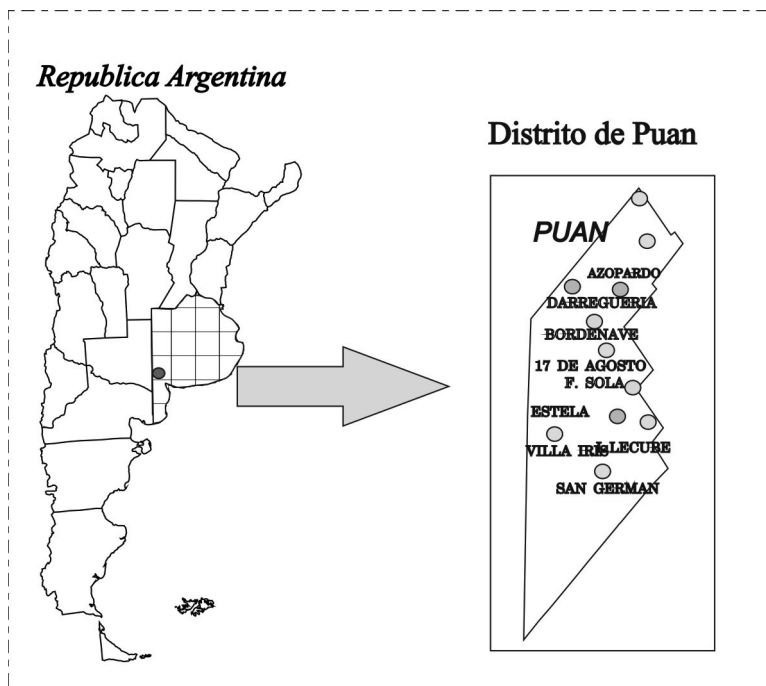 Republica Argentina
Distrito de Puan
PUAN
AZOPARDO
DARREGUERIA
BORDENAVE
17 DE AGOSTO
F. SOLA
ESTELA
VILLA IRIS
L.LECUBE
SAN GERMAN